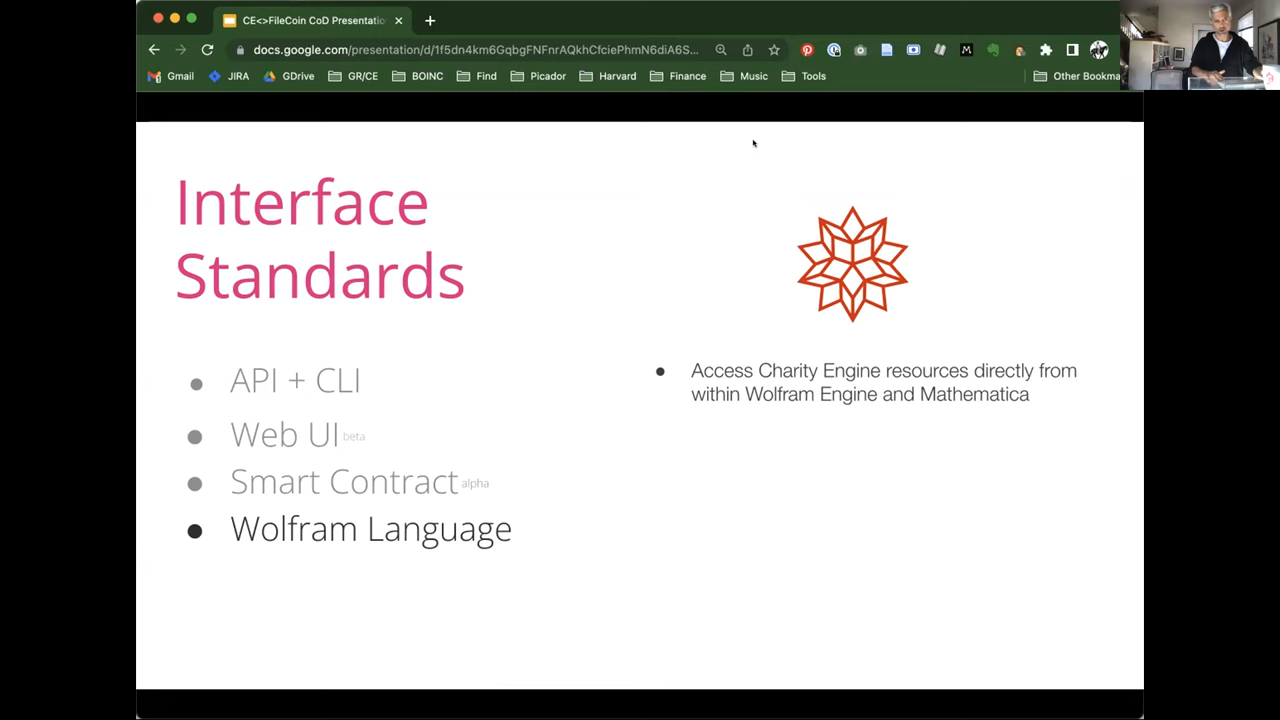 CE<>FileCoin CoD Presentatio
docs.google.com/presentation/d/1f5dn4km6GqbgFNFnrAQkhCfciePhmN6diA6S...
Gmail JIRA GDrive GR/CE BOINC Find Picador Harvard Finance Music Tools Other Bookma
Interface
Standards
API + CLI
Web UI beta
Smart Contract alpha
Wolfram Language
Access Charity Engine resources directly from
within Wolfram Engine and Mathematica